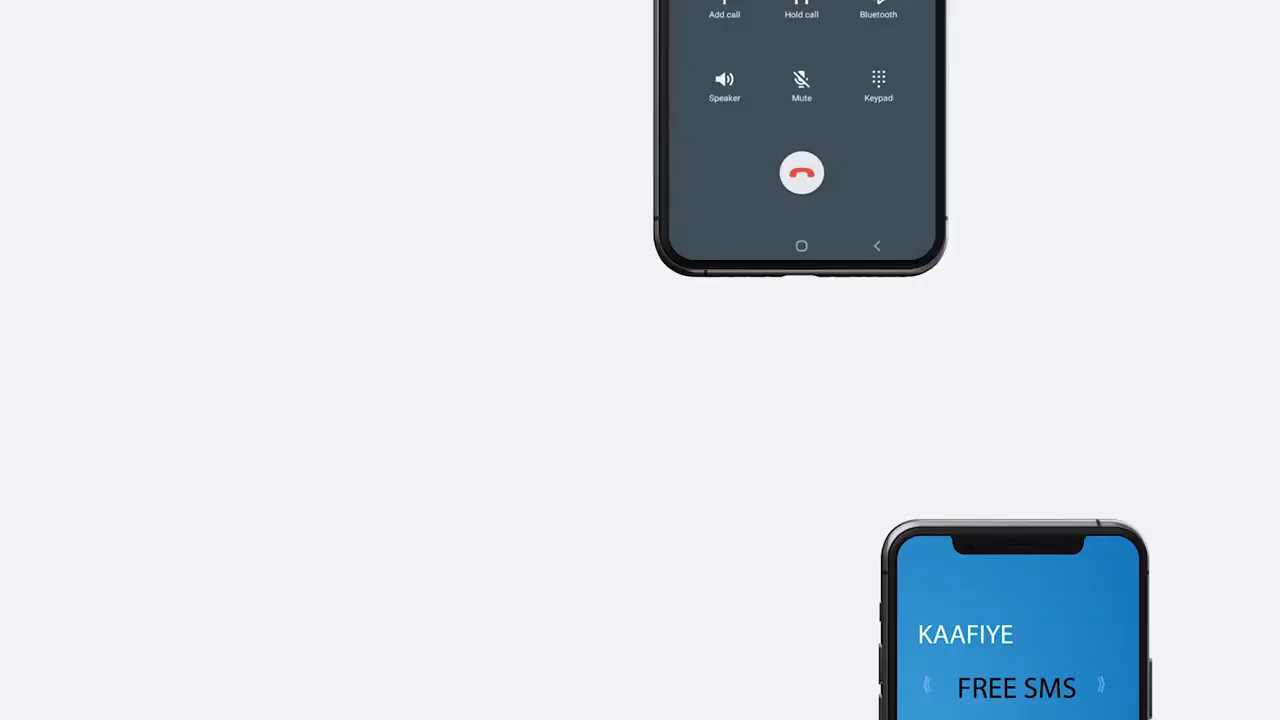 Add call Hold call Bluetooth
Speaker Mute Keypad
KAAFIYE
FREE SMS